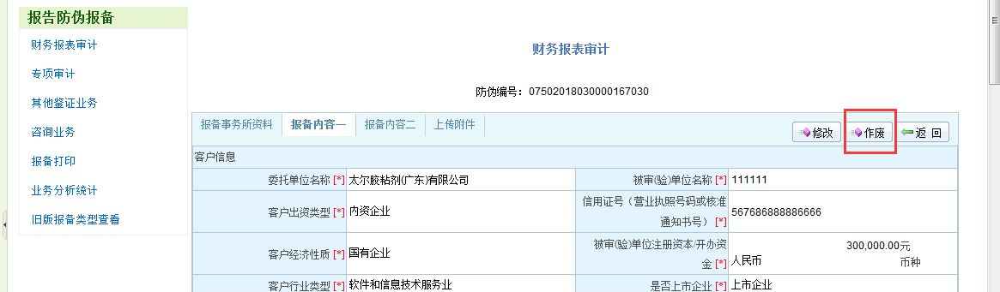 报告防伪报备
财务报表审计
专项审计
其他鉴证业务
咨询业务
报备打印
业务分析统计
旧版报备类型查看
财务报表审计
防伪编号：07502018030000167030
报备事务所资料 报备内容一 报备内容二 上传附件
修改 作废 返 回
客户信息
委托单位名称 [*] 太尔胶粘剂(广东)有限公司 被审(验)单位名称 [*] 111111
客户出资类型 [*] 内资企业
信用证号（营业执照号码或核准
通知书号） [*] 567686888886666
客户经济性质 [*] 国有企业
被审(验)单位注册资本/开办资
金 [*]
300,000.00元
人民币 币种
客户行业类型 [*] 软件和信息技术服务业 是否上市企业 [*] 上市企业